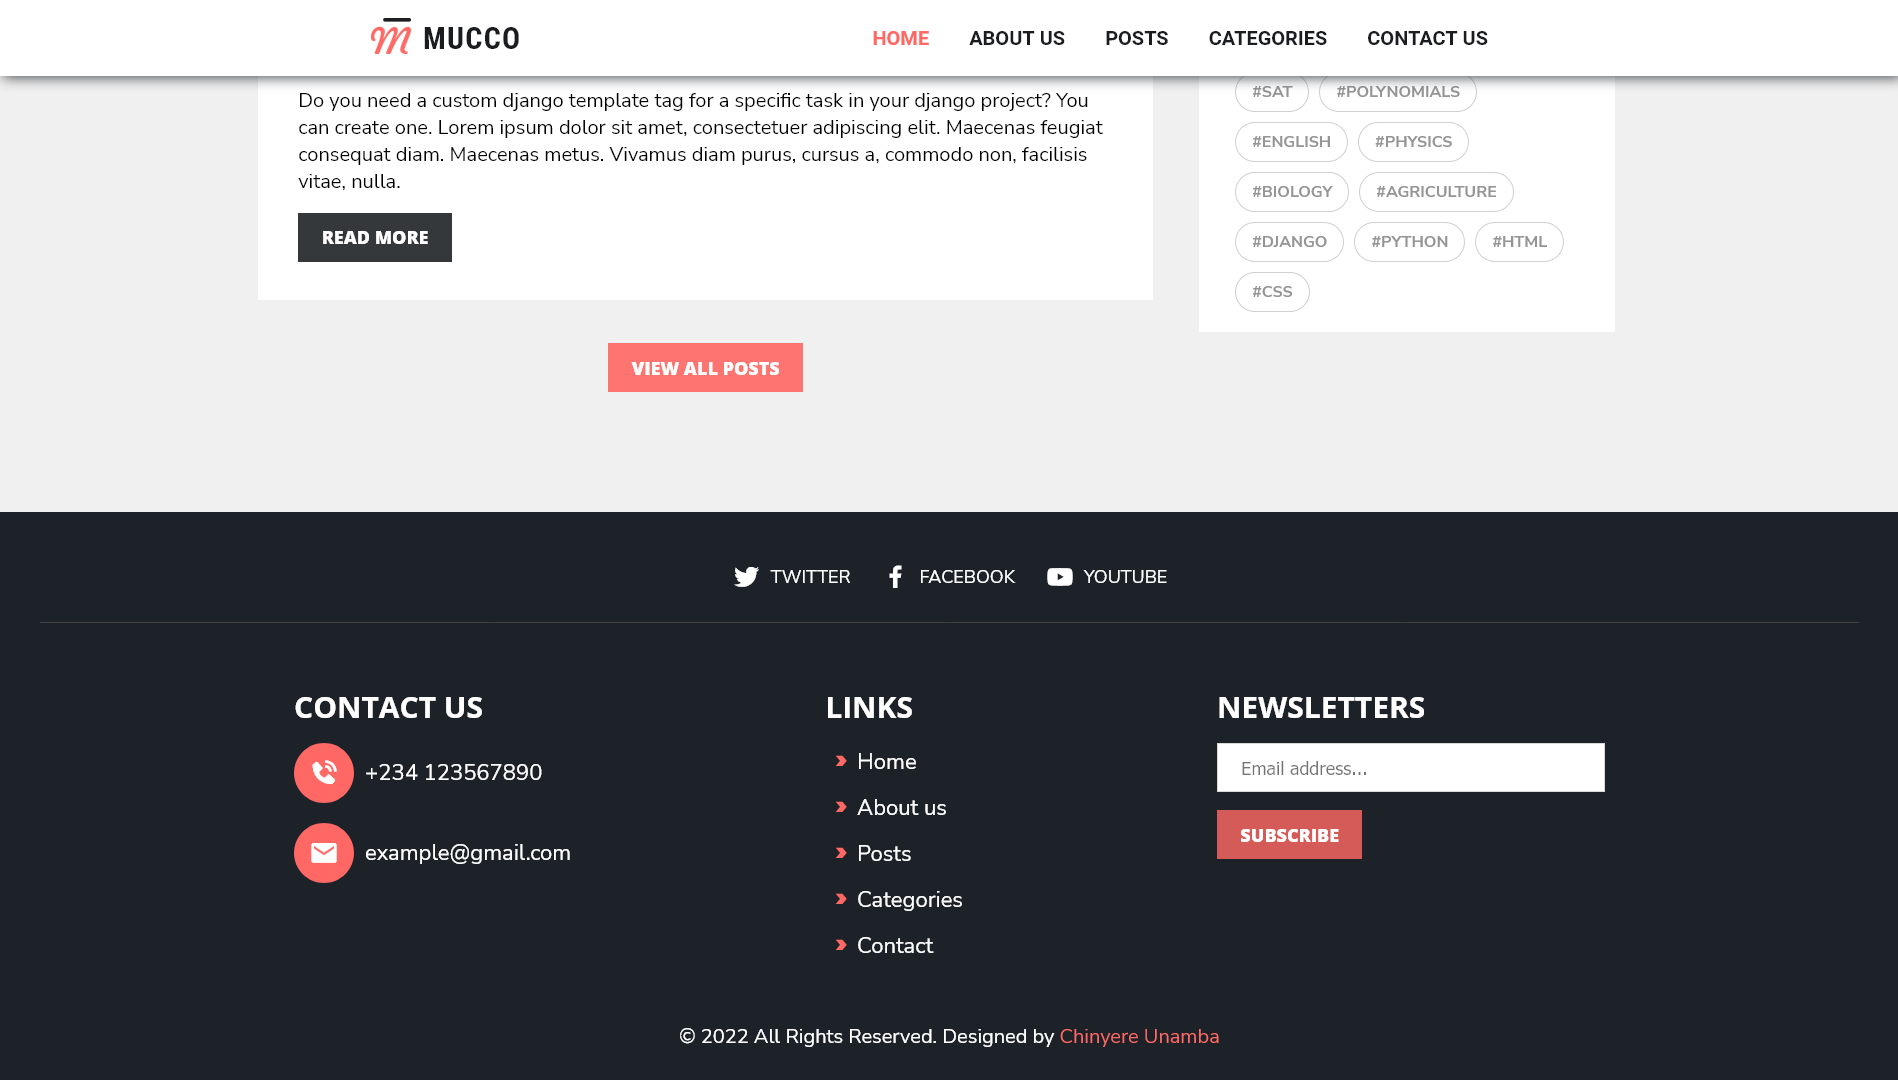 m MUCCO
HOME ABOUT US POSTS CATEGORIES CONTACT US
Do you need a custom django template tag for a specific task in your django project? You
can create one. Lorem ipsum dolor sit amet, consectetuer adipiscing elit. Maecenas feugiat
consequat diam. Maecenas metus. Vivamus diam purus, cursus a, commodo non, facilisis
vitae, nulla.
READ MORE
VIEW ALL POSTS
#SAT #POLYNOMIALS
#ENGLISH #PHYSICS
#BIOLOGY #AGRICULTURE
#DJANGO #PYTHON #HTML
#CSS
TWITTER FACEBOOK YOUTUBE
CONTACT US
+234 123567890
example@gmail.com
LINKS
Home
About us
Posts
Categories
Contact
NEWSLETTERS
Email address...
SUBSCRIBE
© 2022 All Rights Reserved. Designed by Chinyere Unamba